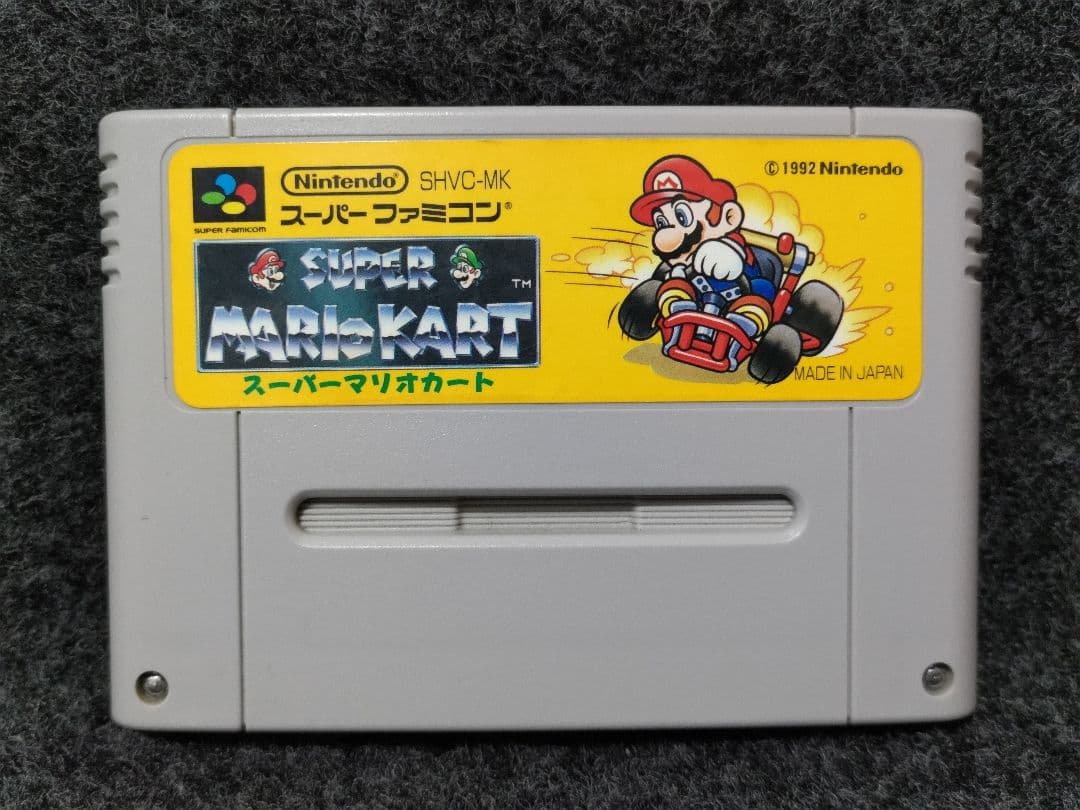 Nintendo® SHVC-MK
スーパーファミコン®
SUPER FAMICOM
SUPER
MARIO KART ™
スーパーマリオカート
© 1992 Nintendo
M
MADE IN JAPAN